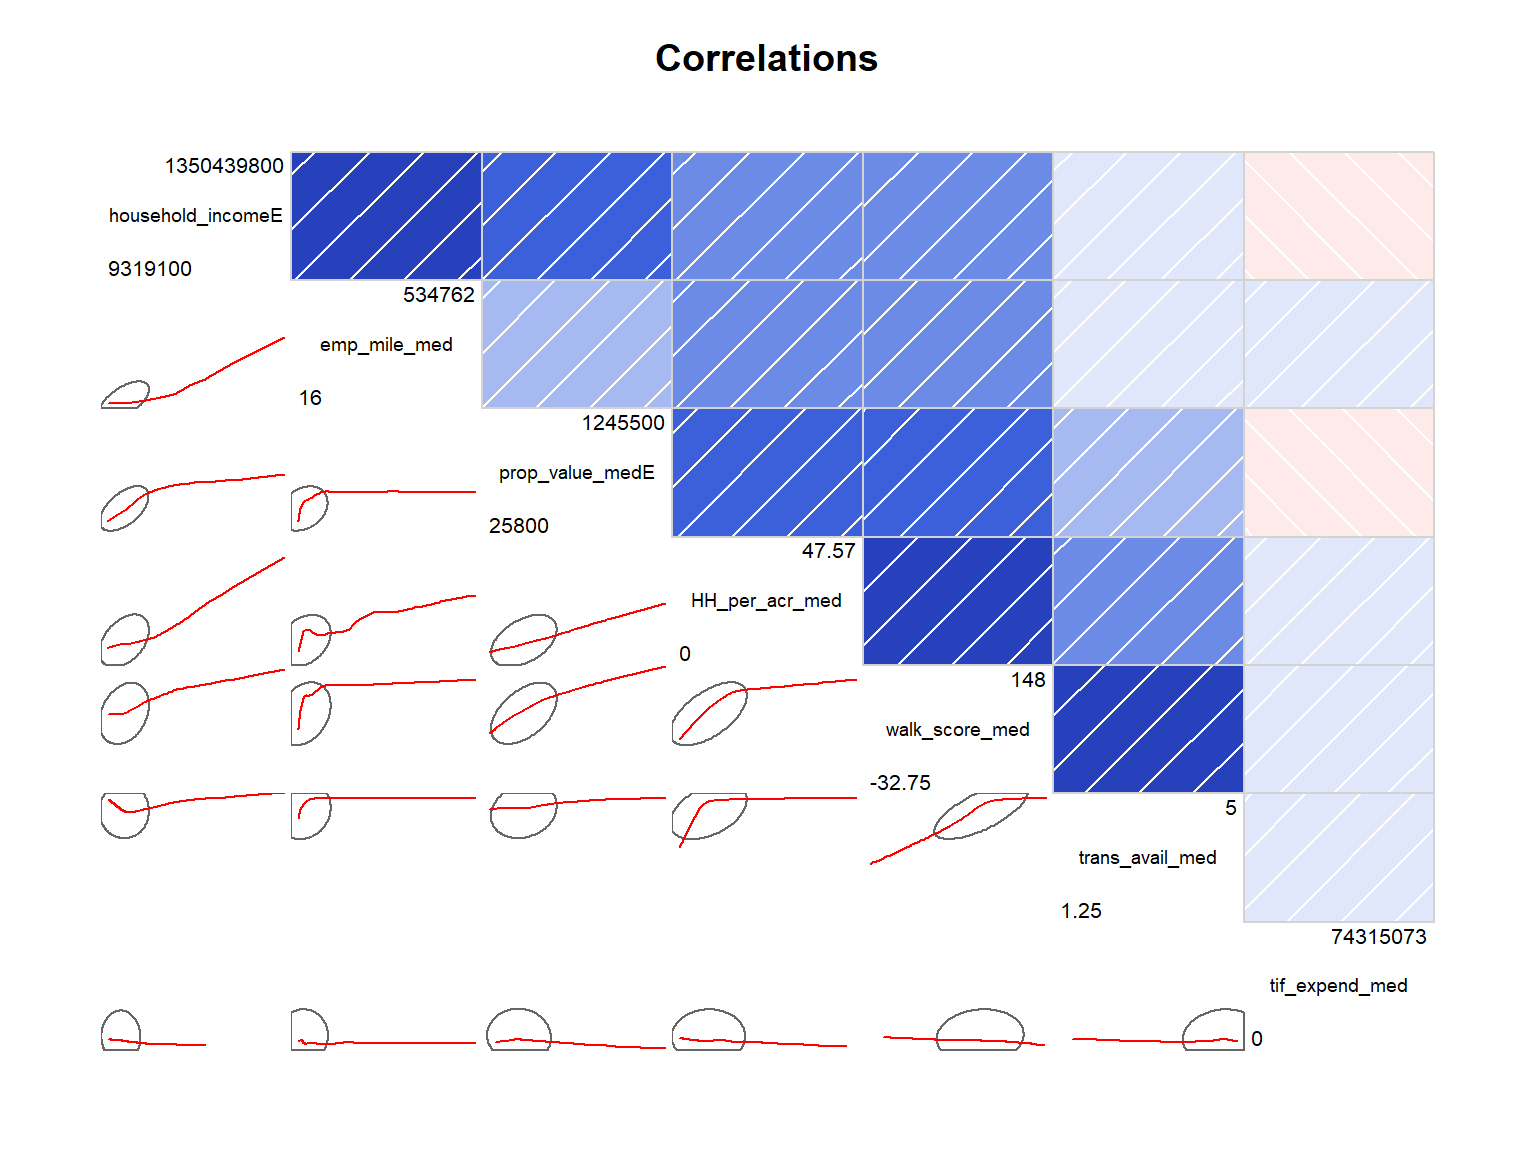 Correlations
1350439800
household_incomeE
9319100
534762
emp_mile_med
16
1245500
prop_value_medE
25800
47.57
HH_per_acr_med
0
148
walk_score_med
-32.75
5
trans_avail_med
1.25
74315073
tif_expend_med
0